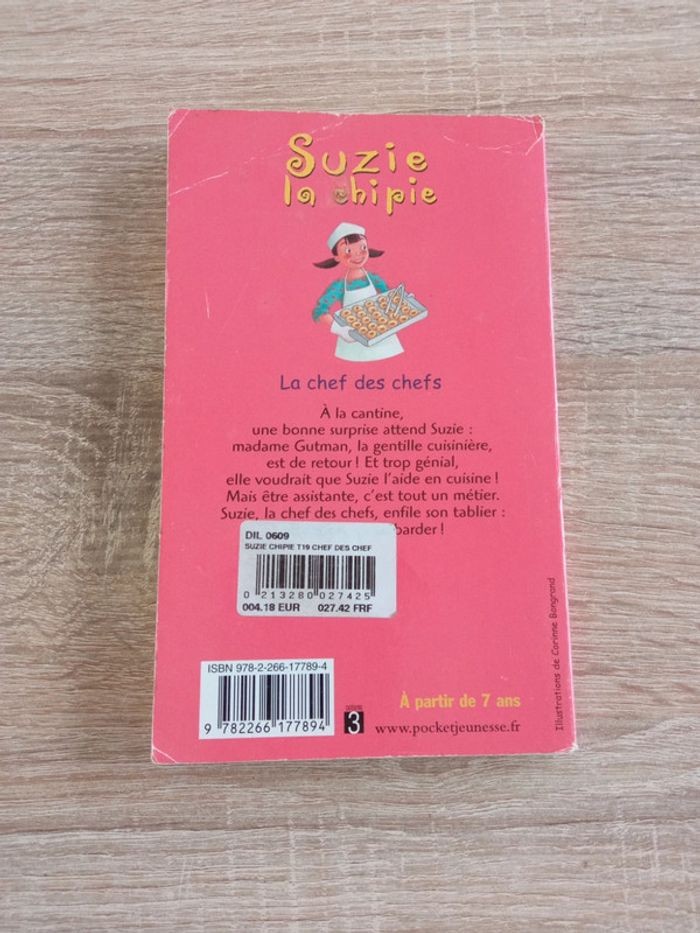 Suzie
la chipie
La chef des chefs
À la cantine,
une bonne surprise attend Suzie :
madame Gutman, la gentille cuisinière,
est de retour ! Et trop génial,
elle voudrait que Suzie l'aide en cuisine !
Mais être assistante, c'est tout un métier.
Suzie, la chef des chefs, enfile son tablier :
barder !
DIL 0609
SUZIE CHIPIE T19 CHEF DES CHEF
0 213280 027425
004.18 EUR 027.42 FRF
Illustrations de Corinne Bongrand
ISBN 978-2-266-17789-4
9 782266 177894
3
À partir de 7 ans
www.pocketjeunesse.fr